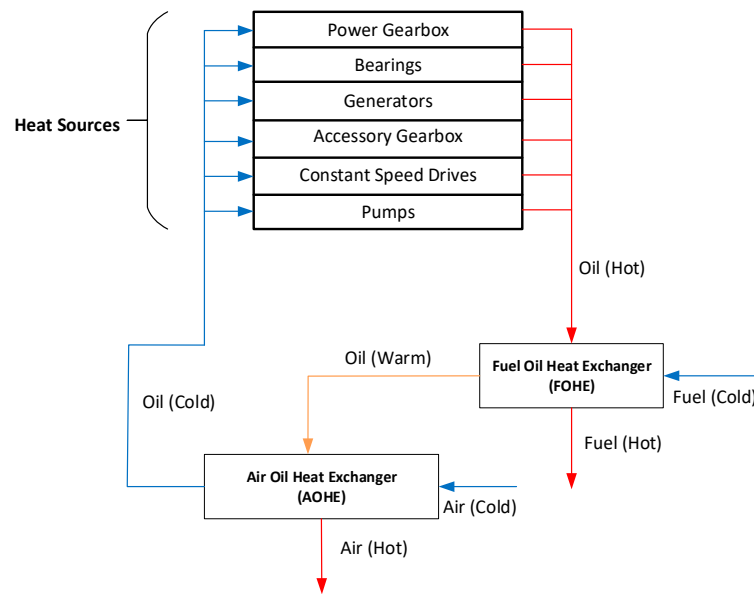 Power Gearbox
Bearings
Generators
Heat Sources
Accessory Gearbox
Constant Speed Drives
Pumps
Oil (Hot)
Oil (Warm)
Fuel Oil Heat Exchanger
(FOHE)
Oil (Cold)
Fuel (Cold)
Fuel (Hot)
Air Oil Heat Exchanger
(AOHE)
Air (Cold)
Air (Hot)